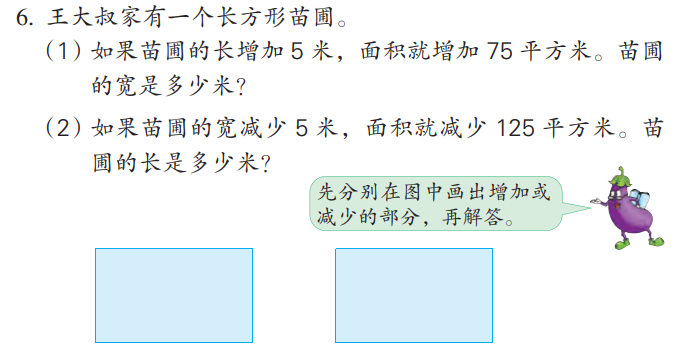 6. 王大叔家有一个长方形苗圃。
（1）如果苗圃的长增加 5 米，面积就增加 75 平方米。苗圃
的宽是多少米？
（2）如果苗圃的宽减少 5 米，面积就减少 125 平方米。苗
圃的长是多少米？
先分别在图中画出增加或
减少的部分，再解答。